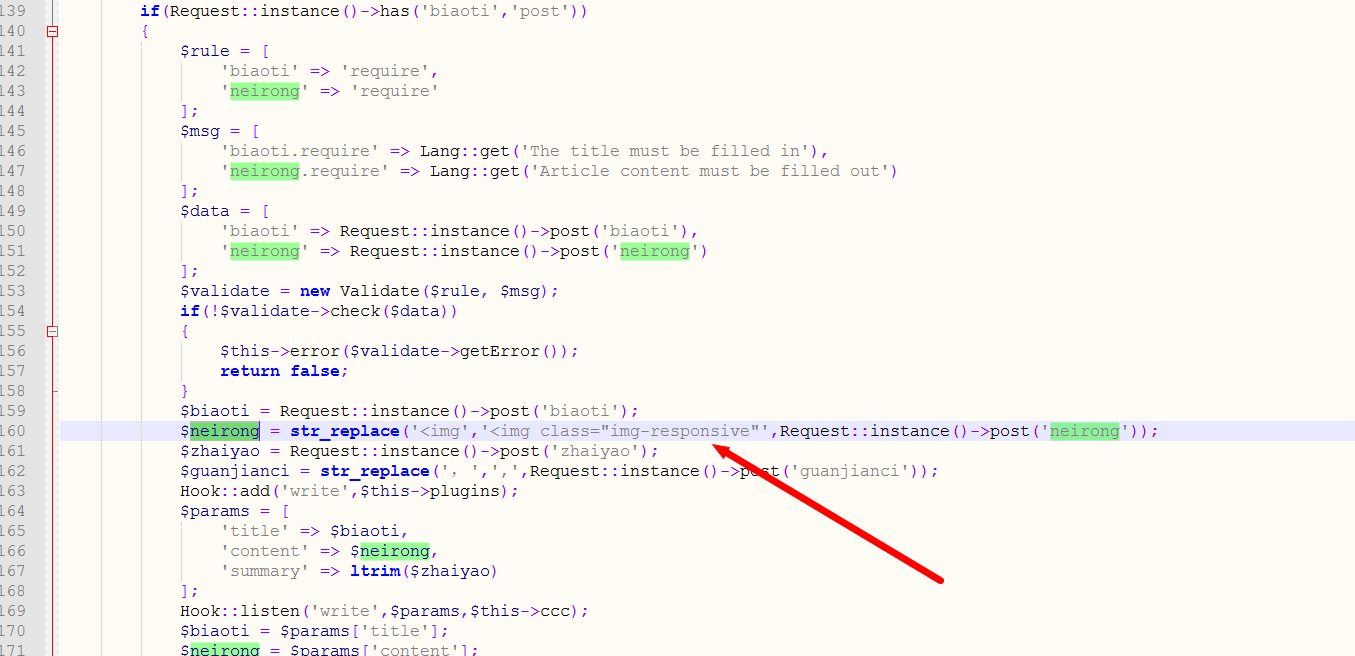 139 if(Request::instance()->has('biaoti','post'))
140 {
141 $rule = [
142 'biaoti' => 'require',
143 'neirong' => 'require'
144 ];
145 $msg = [
146 'biaoti.require' => Lang::get('The title must be filled in'),
147 'neirong.require' => Lang::get('Article content must be filled out')
148 ];
149 $data = [
150 'biaoti' => Request::instance()->post('biaoti'),
151 'neirong' => Request::instance()->post('neirong')
152 ];
153 $validate = new Validate($rule, $msg);
154 if(!$validate->check($data))
155 {
156 $this->error($validate->getError());
157 return false;
158 }
159 $biaoti = Request::instance()->post('biaoti');
160 $neirong = str_replace('<img','<img class="img-responsive"',Request::instance()->post('neirong'));
161 $zhaiyao = Request::instance()->post('zhaiyao');
162 $guanjianci = str_replace('，',',',Request::instance()->post('guanjianci'));
163 Hook::add('write',$this->plugins);
164 $params = [
165 'title' => $biaoti,
166 'content' => $neirong,
167 'summary' => ltrim($zhaiyao)
168 ];
169 Hook::listen('write',$params,$this->ccc);
170 $biaoti = $params['title'];
171 $neirong = $params['content'];